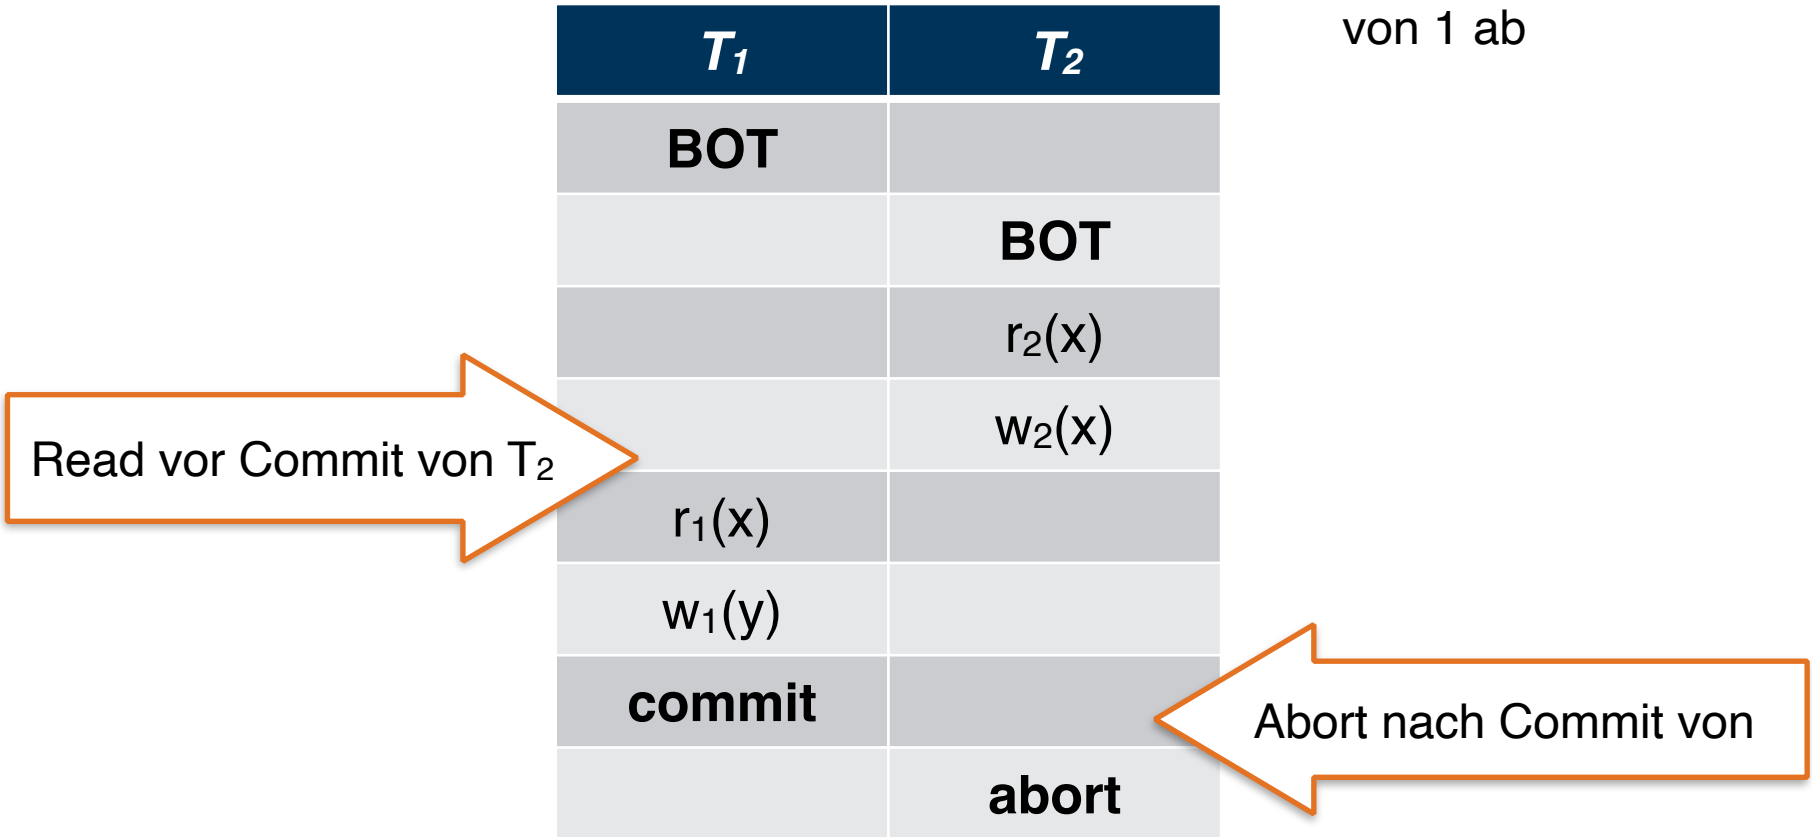 von 1 ab
T₁ T₂
BOT
BOT
r₂(x)
w₂(x)
Read vor Commit von T₂
r₁(x)
w₁(y)
commit
Abort nach Commit von
abort